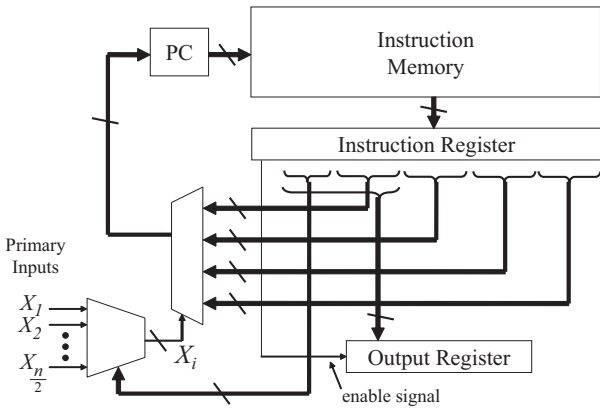 PC
Instruction
Memory
Instruction Register
Primary
Inputs
X1
X2
Xn/2
Xi
Output Register
enable signal